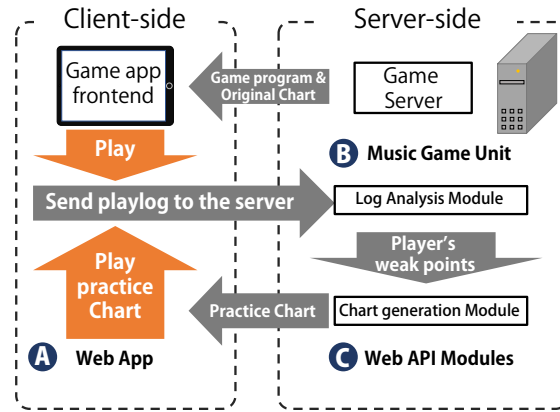 Client-side
Server-side
Game app
frontend
Game program &
Original Chart
Game
Server
Play
B Music Game Unit
Send playlog to the server
Log Analysis Module
Player's
weak points
Play
practice
Chart
Practice Chart
Chart generation Module
A Web App
C Web API Modules